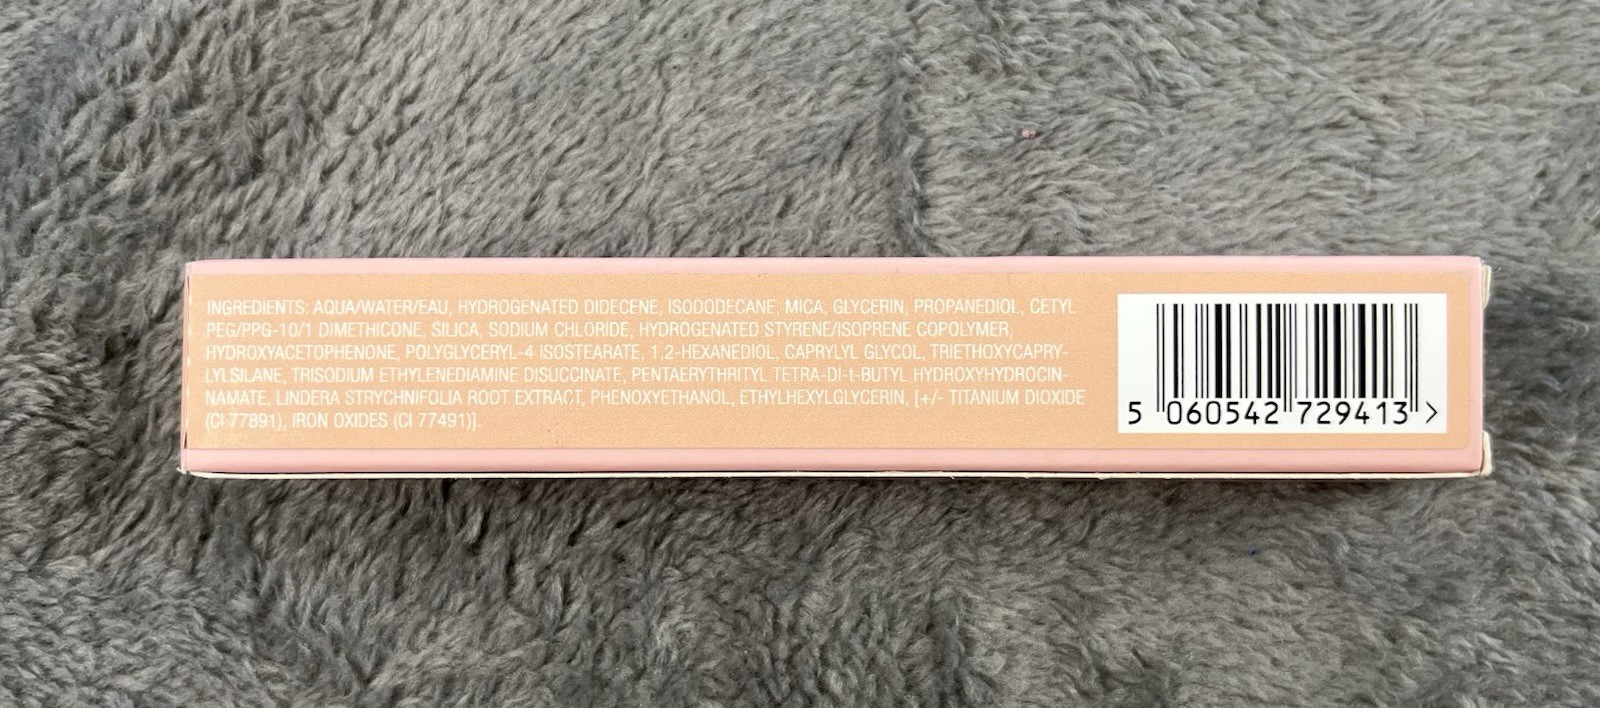 INGREDIENTS: AQUA/WATER/EAU, HYDROGENATED DIDECENE, ISODODECANE, MICA, GLYCERIN, PROPANEDIOL, CETYL
PEG/PPG-10/1 DIMETHICONE, SILICA, SODIUM CHLORIDE, HYDROGENATED STYRENE/ISOPRENE COPOLYMER,
HYDROXYACETOPHENONE, POLYGLYCERYL-4 ISOSTEARATE, 1,2-HEXANEDIOL, CAPRYLYL GLYCOL, TRIETHOXYCAPRY-
LYLSILANE, TRISODIUM ETHYLENEDIAMINE DISUCCINATE, PENTAERYTHRITYL TETRA-DI-t-BUTYL HYDROXYHYDROCIN-
NAMATE, LINDERA STRYCHNIFOLIA ROOT EXTRACT, PHENOXYETHANOL, ETHYLHEXYLGLYCERIN, [+/- TITANIUM DIOXIDE
(CI 77891), IRON OXIDES (CI 77491)].
5 060542 729413 >